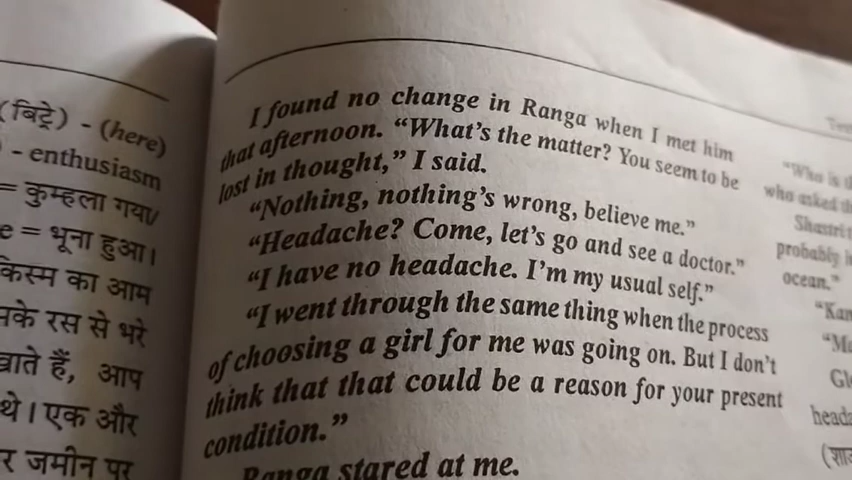 (बिट्रे) - (here)
- enthusiasm
= कुम्हला गया/
e = भूना हुआ।
किस्म का आम
के रस से भरे
खाते हैं, आप
थे। एक और
र जमीन पर
I found no change in Ranga when I met him
that afternoon. “What’s the matter? You seem to be
lost in thought,” I said.
“Nothing, nothing’s wrong, believe me.”
“Headache? Come, let’s go and see a doctor.”
“I have no headache. I’m my usual self.”
“I went through the same thing when the process
of choosing a girl for me was going on. But I don’t
think that that could be a reason for your present
condition.”
Ranga stared at me.
“Who is
who asked
Shastri
probably
ocean.”